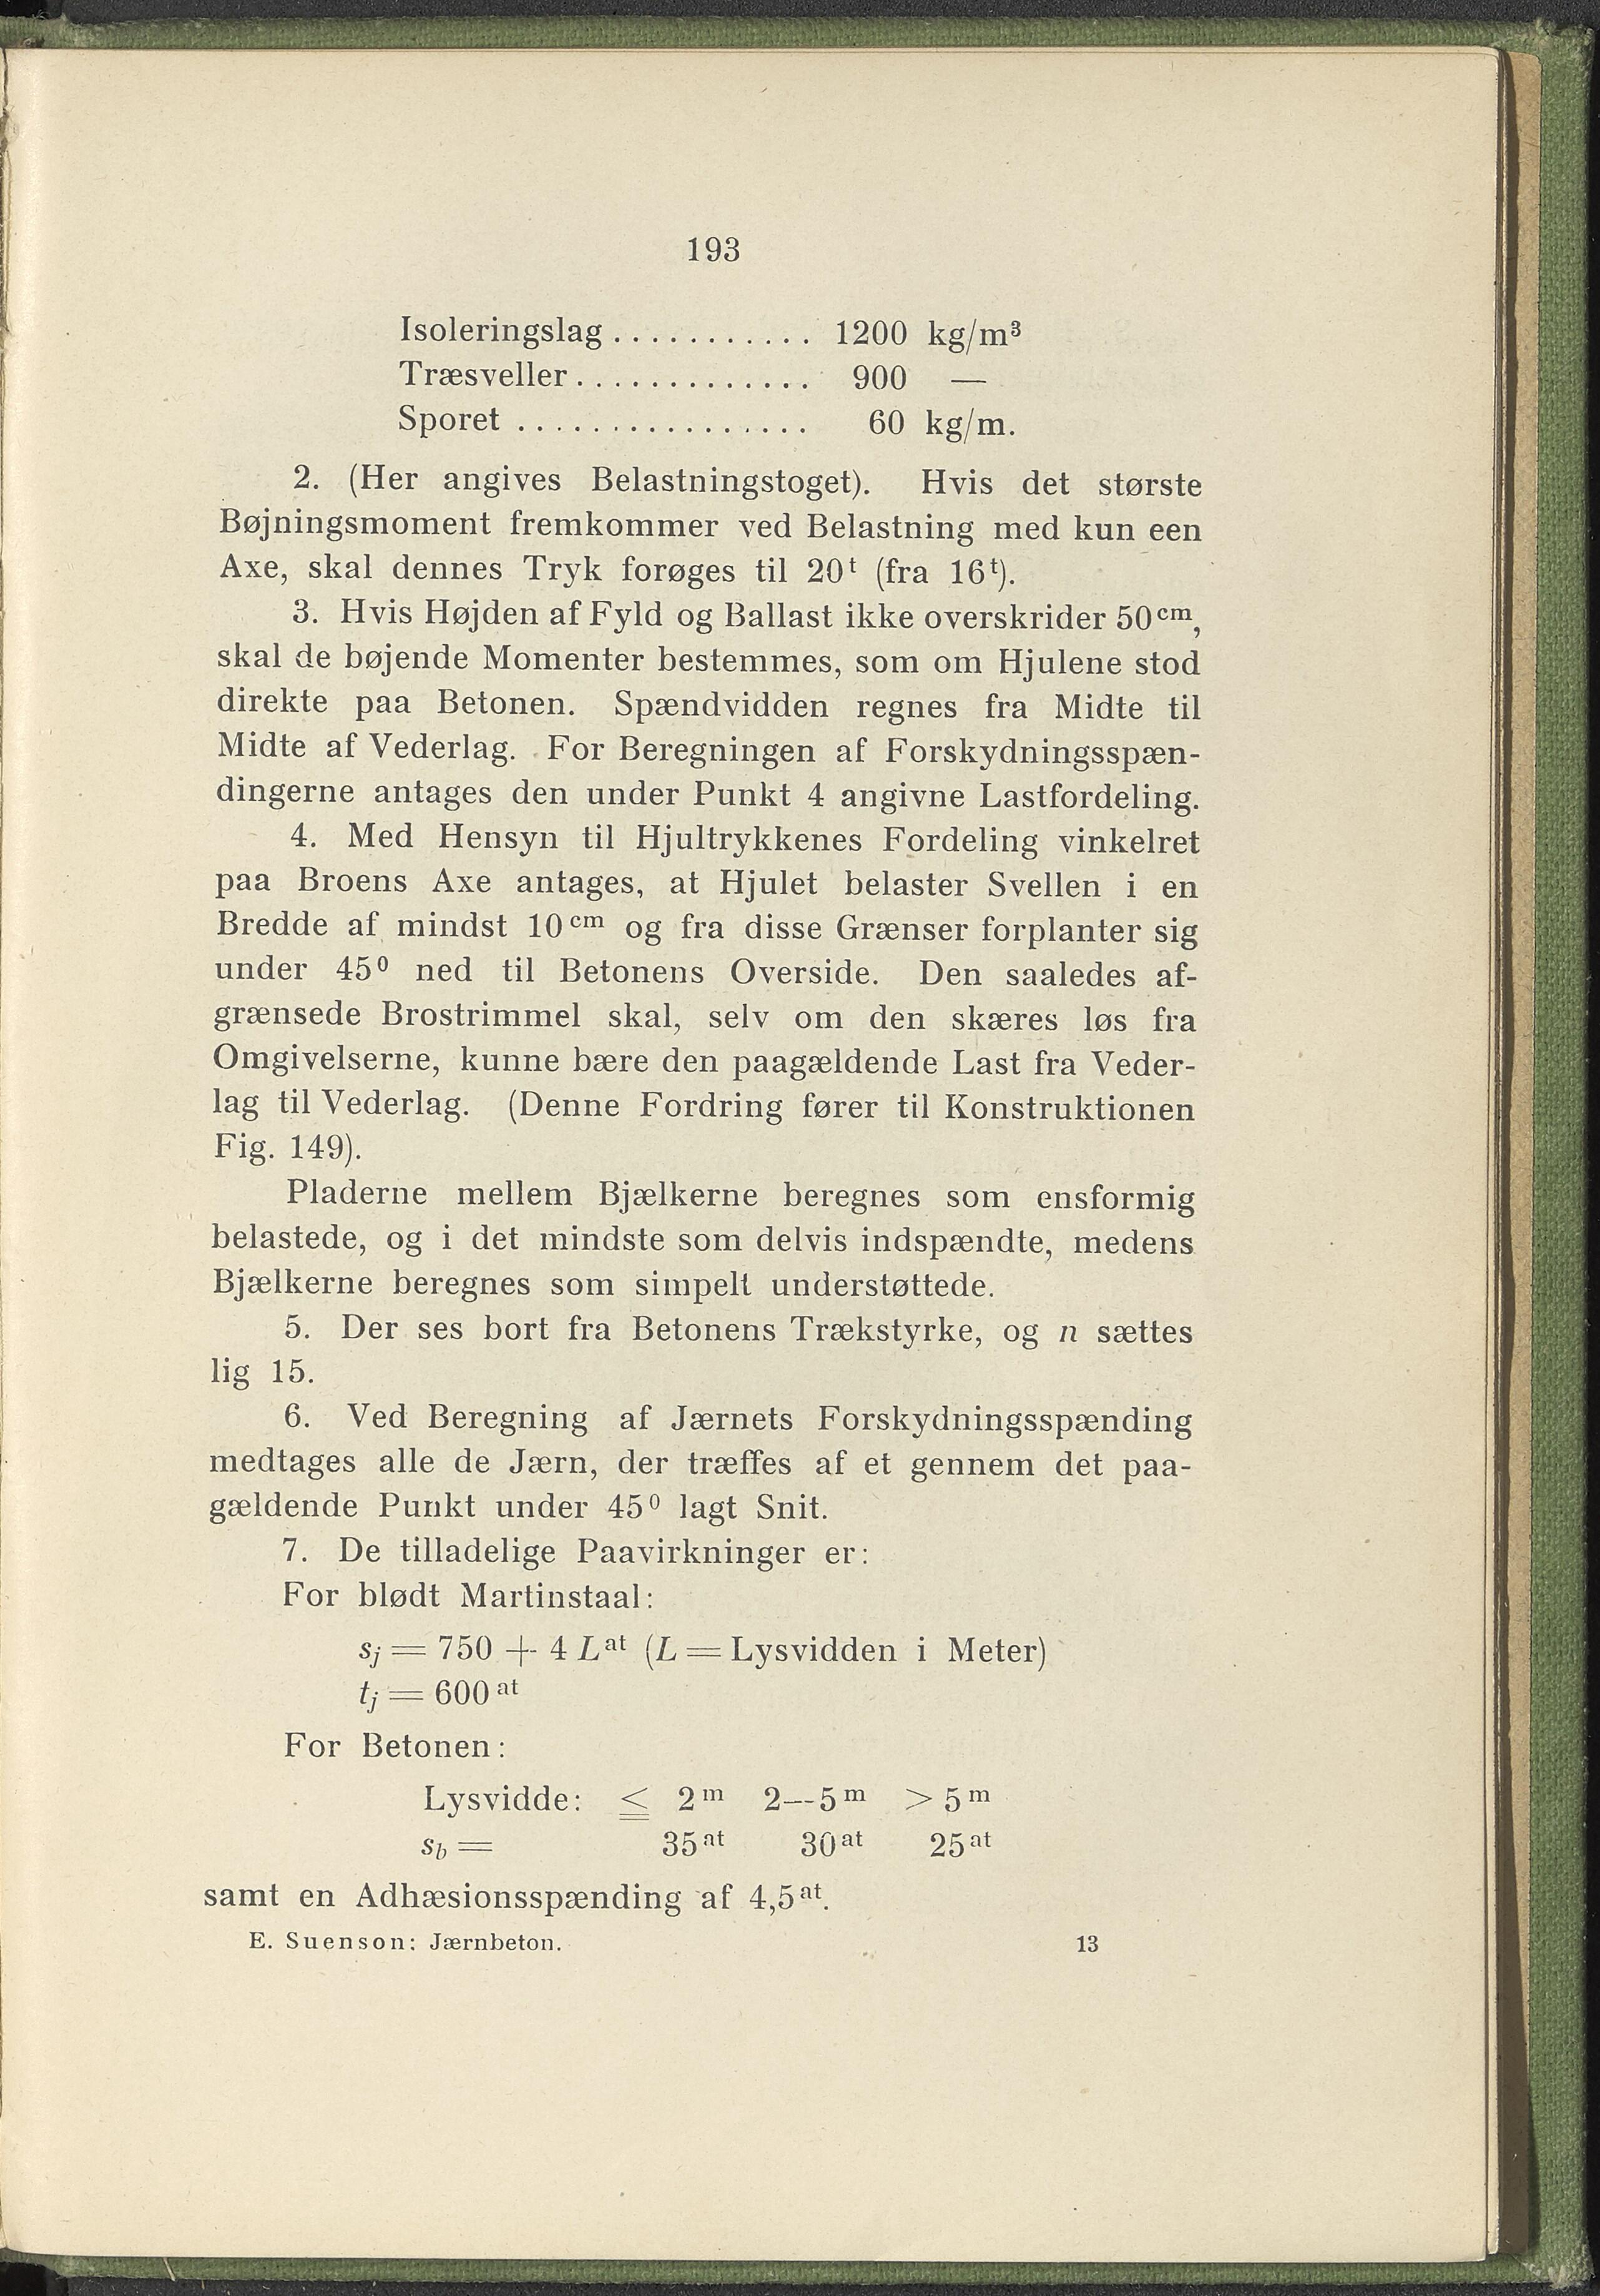 193
Isoleringslag ........... 1200 kg/m³
Træsveller ............. 900 —
Sporet ................ 60 kg/m.
2. (Her angives Belastningstoget). Hvis det største
Bøjningsmoment fremkommer ved Belastning med kun een
Axe, skal dennes Tryk forøges til 20ᵗ (fra 16ᵗ).
3. Hvis Højden af Fyld og Ballast ikke overskrider 50ᶜᵐ,
skal de bøjende Momenter bestemmes, som om Hjulene stod
direkte paa Betonen. Spændvidden regnes fra Midte til
Midte af Vederlag. For Beregningen af Forskydningsspæn-
dingerne antages den under Punkt 4 angivne Lastfordeling.
4. Med Hensyn til Hjultrykkenes Fordeling vinkelret
paa Broens Axe antages, at Hjulet belaster Svellen i en
Bredde af mindst 10ᶜᵐ og fra disse Grænser forplanter sig
under 45⁰ ned til Betonens Overside. Den saaledes af-
grænsede Brostrimmel skal, selv om den skæres løs fra
Omgivelserne, kunne bære den paagældende Last fra Veder-
lag til Vederlag. (Denne Fordring fører til Konstruktionen
Fig. 149).
Pladerne mellem Bjælkerne beregnes som ensformig
belastede, og i det mindste som delvis indspændte, medens
Bjælkerne beregnes som simpelt understøttede.
5. Der ses bort fra Betonens Trækstyrke, og n sættes
lig 15.
6. Ved Beregning af Jærnets Forskydningsspænding
medtages alle de Jærn, der træffes af et gennem det paa-
gældende Punkt under 45⁰ lagt Snit.
7. De tilladelige Paavirkninger er:
For blødt Martinstaal:
sⱼ = 750 + 4 Lᵃᵗ (L = Lysvidden i Meter)
tⱼ = 600ᵃᵗ
For Betonen:
Lysvidde: ≦ 2ᵐ 2—5ᵐ > 5ᵐ
s_b = 35ᵃᵗ 30ᵃᵗ 25ᵃᵗ
samt en Adhæsionsspænding af 4,5ᵃᵗ.
E. Suenson: Jærnbeton. 13